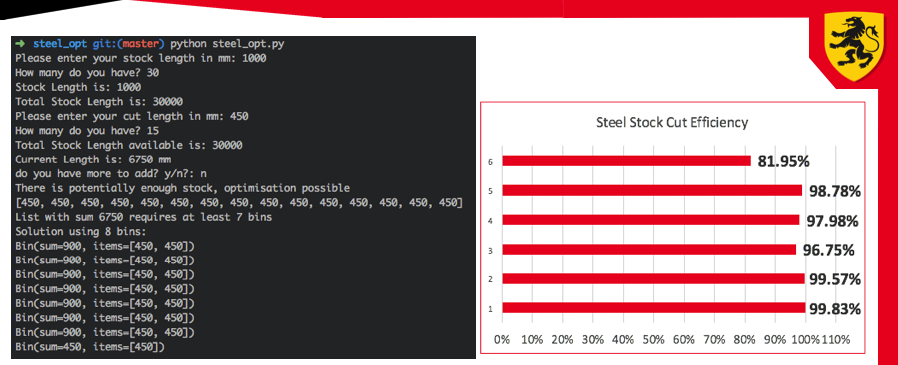 ➜ steel_opt git:(master) python steel_opt.py
Please enter your stock length in mm: 1000
How many do you have? 30
Stock Length is: 1000
Total Stock Length is: 30000
Please enter your cut length in mm: 450
How many do you have? 15
Total Stock Length available is: 30000
Current Length is: 6750 mm
do you have more to add? y/n?: n
There is potentially enough stock, optimisation possible
[450, 450, 450, 450, 450, 450, 450, 450, 450, 450, 450, 450, 450, 450, 450]
List with sum 6750 requires at least 7 bins
Solution using 8 bins:
Bin(sum=900, items=[450, 450])
Bin(sum=900, items=[450, 450])
Bin(sum=900, items=[450, 450])
Bin(sum=900, items=[450, 450])
Bin(sum=900, items=[450, 450])
Bin(sum=900, items=[450, 450])
Bin(sum=900, items=[450, 450])
Bin(sum=450, items=[450])
Steel Stock Cut Efficiency
6 81.95%
5 98.78%
4 97.98%
3 96.75%
2 99.57%
1 99.83%
0% 10% 20% 30% 40% 50% 60% 70% 80% 90% 100% 110%